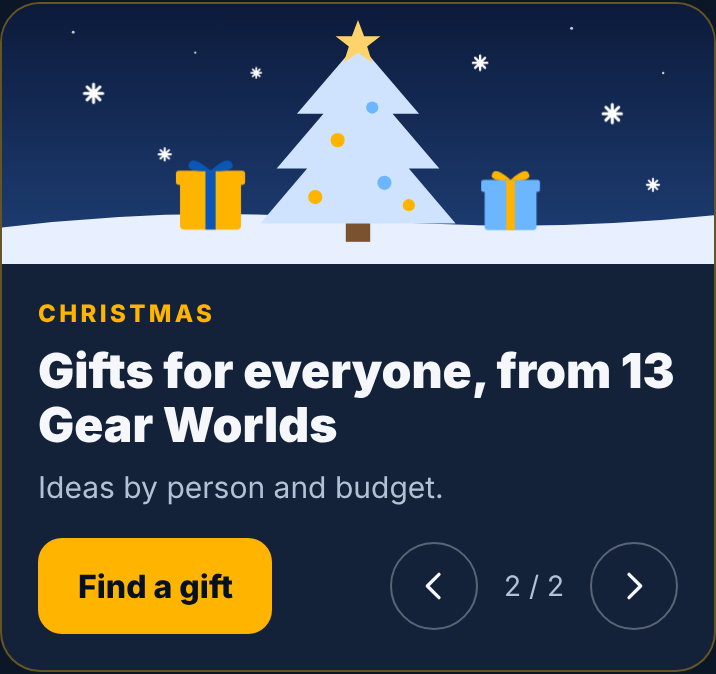 CHRISTMAS
Gifts for everyone, from 13
Gear Worlds
Ideas by person and budget.
Find a gift
2 / 2